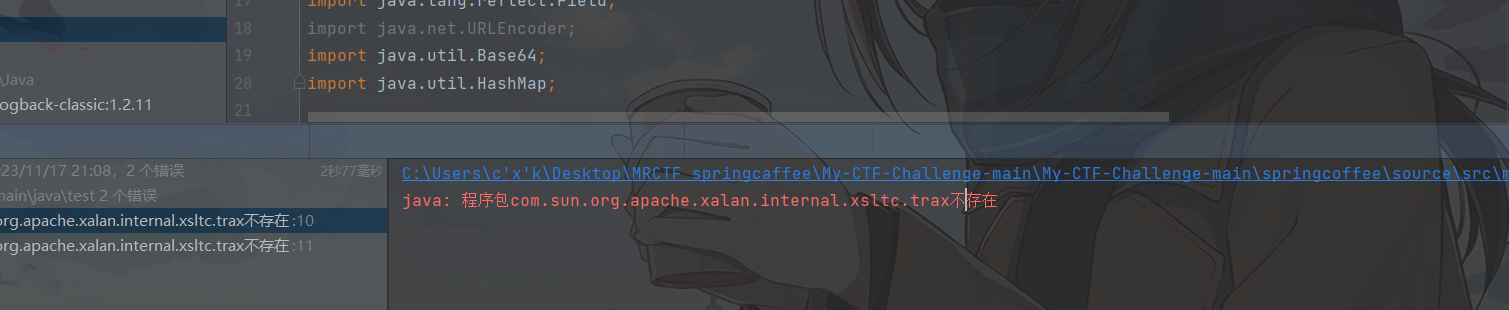 17 import java.lang.reflect.Field;
18 import java.net.URLEncoder;
19 import java.util.Base64;
20 import java.util.HashMap;
21
\Java
ogback-classic:1.2.11
023/11/17 21:08，2 个错误 2秒77毫秒
main\java\test 2 个错误
org.apache.xalan.internal.xsltc.trax不存在 :10
org.apache.xalan.internal.xsltc.trax不存在 :11
C:\Users\c'x'k\Desktop\MRCTF springcaffee\My-CTF-Challenge-main\My-CTF-Challenge-main\springcoffee\source\src\m
java: 程序包com.sun.org.apache.xalan.internal.xsltc.trax不存在